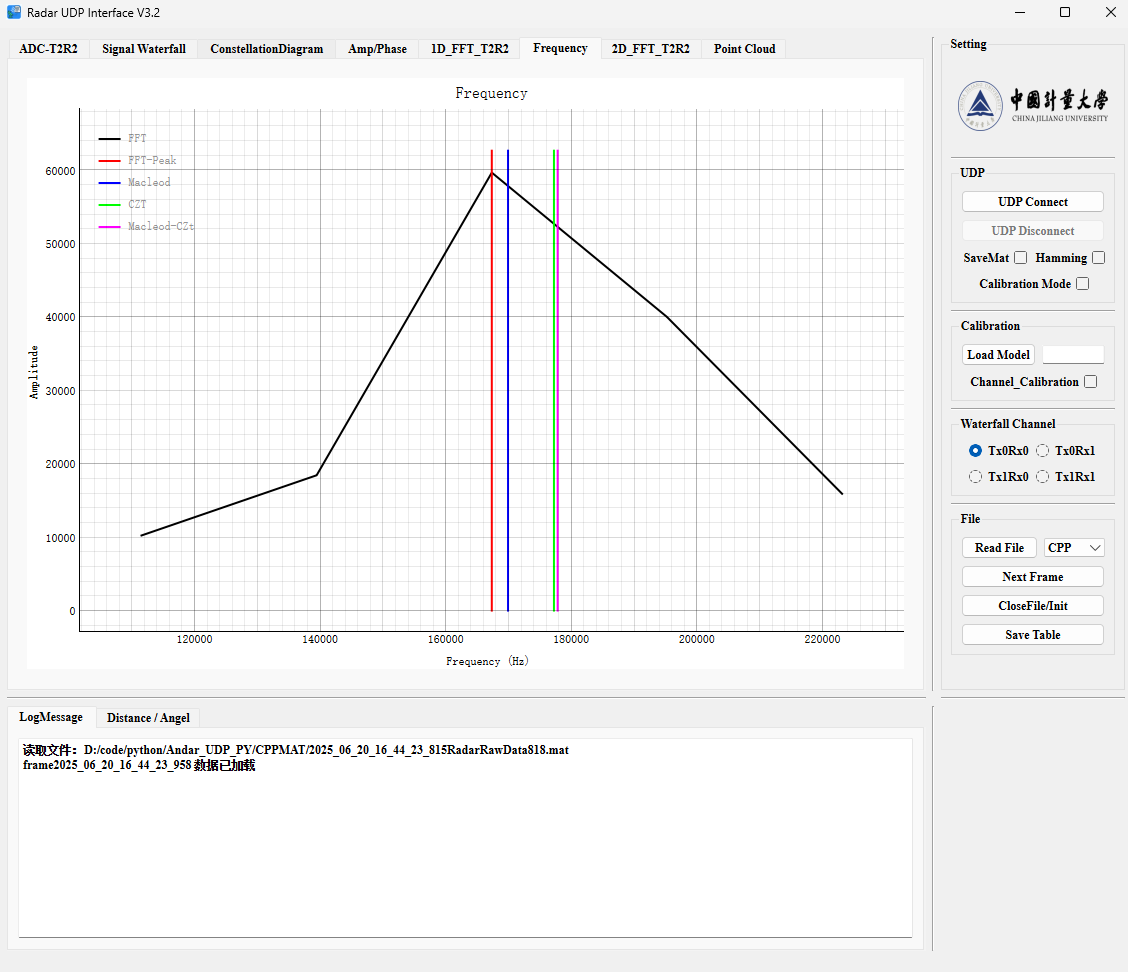 Radar UDP Interface V3.2
ADC-T2R2 Signal Waterfall ConstellationDiagram Amp/Phase 1D_FFT_T2R2 Frequency 2D_FFT_T2R2 Point Cloud
Frequency
FFT
FFT-Peak
Macleod
CZT
Macleod-CZt
60000
50000
40000
30000
20000
10000
0
Amplitude
120000 140000 160000 180000 200000 220000
Frequency (Hz)
Setting
中國計量大學
CHINA JILIANG UNIVERSITY
UDP
UDP Connect
UDP Disconnect
SaveMat Hamming
Calibration Mode
Calibration
Load Model
Channel_Calibration
Waterfall Channel
Tx0Rx0 Tx0Rx1
Tx1Rx0 Tx1Rx1
File
Read File CPP
Next Frame
CloseFile/Init
Save Table
LogMessage Distance / Angel
读取文件：D:/code/python/Andar_UDP_PY/CPPMAT/2025_06_20_16_44_23_815RadarRawData818.mat
frame2025_06_20_16_44_23_958 数据已加载